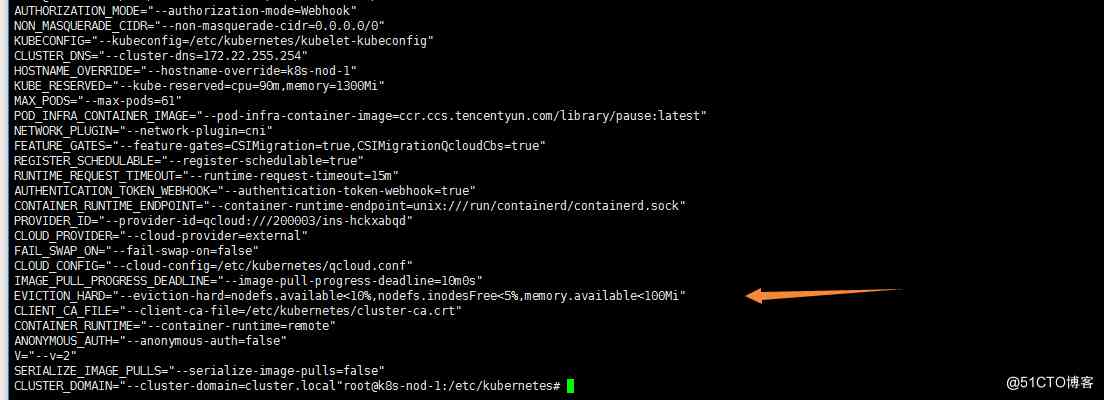 AUTHORIZATION_MODE="--authorization-mode=Webhook"
NON_MASQUERADE_CIDR="--non-masquerade-cidr=0.0.0.0/0"
KUBECONFIG="--kubeconfig=/etc/kubernetes/kubelet-kubeconfig"
CLUSTER_DNS="--cluster-dns=172.22.255.254"
HOSTNAME_OVERRIDE="--hostname-override=k8s-nod-1"
KUBE_RESERVED="--kube-reserved=cpu=90m,memory=1300Mi"
MAX_PODS="--max-pods=61"
POD_INFRA_CONTAINER_IMAGE="--pod-infra-container-image=ccr.ccs.tencentyun.com/library/pause:latest"
NETWORK_PLUGIN="--network-plugin=cni"
FEATURE_GATES="--feature-gates=CSIMigration=true,CSIMigrationQcloudCbs=true"
REGISTER_SCHEDULABLE="--register-schedulable=true"
RUNTIME_REQUEST_TIMEOUT="--runtime-request-timeout=15m"
AUTHENTICATION_TOKEN_WEBHOOK="--authentication-token-webhook=true"
CONTAINER_RUNTIME_ENDPOINT="--container-runtime-endpoint=unix:///run/containerd/containerd.sock"
PROVIDER_ID="--provider-id=qcloud:///200003/ins-hckxabqd"
CLOUD_PROVIDER="--cloud-provider=external"
FAIL_SWAP_ON="--fail-swap-on=false"
CLOUD_CONFIG="--cloud-config=/etc/kubernetes/qcloud.conf"
IMAGE_PULL_PROGRESS_DEADLINE="--image-pull-progress-deadline=10m0s"
EVICTION_HARD="--eviction-hard=nodefs.available<10%,nodefs.inodesFree<5%,memory.available<100Mi"
CLIENT_CA_FILE="--client-ca-file=/etc/kubernetes/cluster-ca.crt"
CONTAINER_RUNTIME="--container-runtime=remote"
ANONYMOUS_AUTH="--anonymous-auth=false"
V="--v=2"
SERIALIZE_IMAGE_PULLS="--serialize-image-pulls=false"
CLUSTER_DOMAIN="--cluster-domain=cluster.local"root@k8s-nod-1:/etc/kubernetes#
@51CTO博客